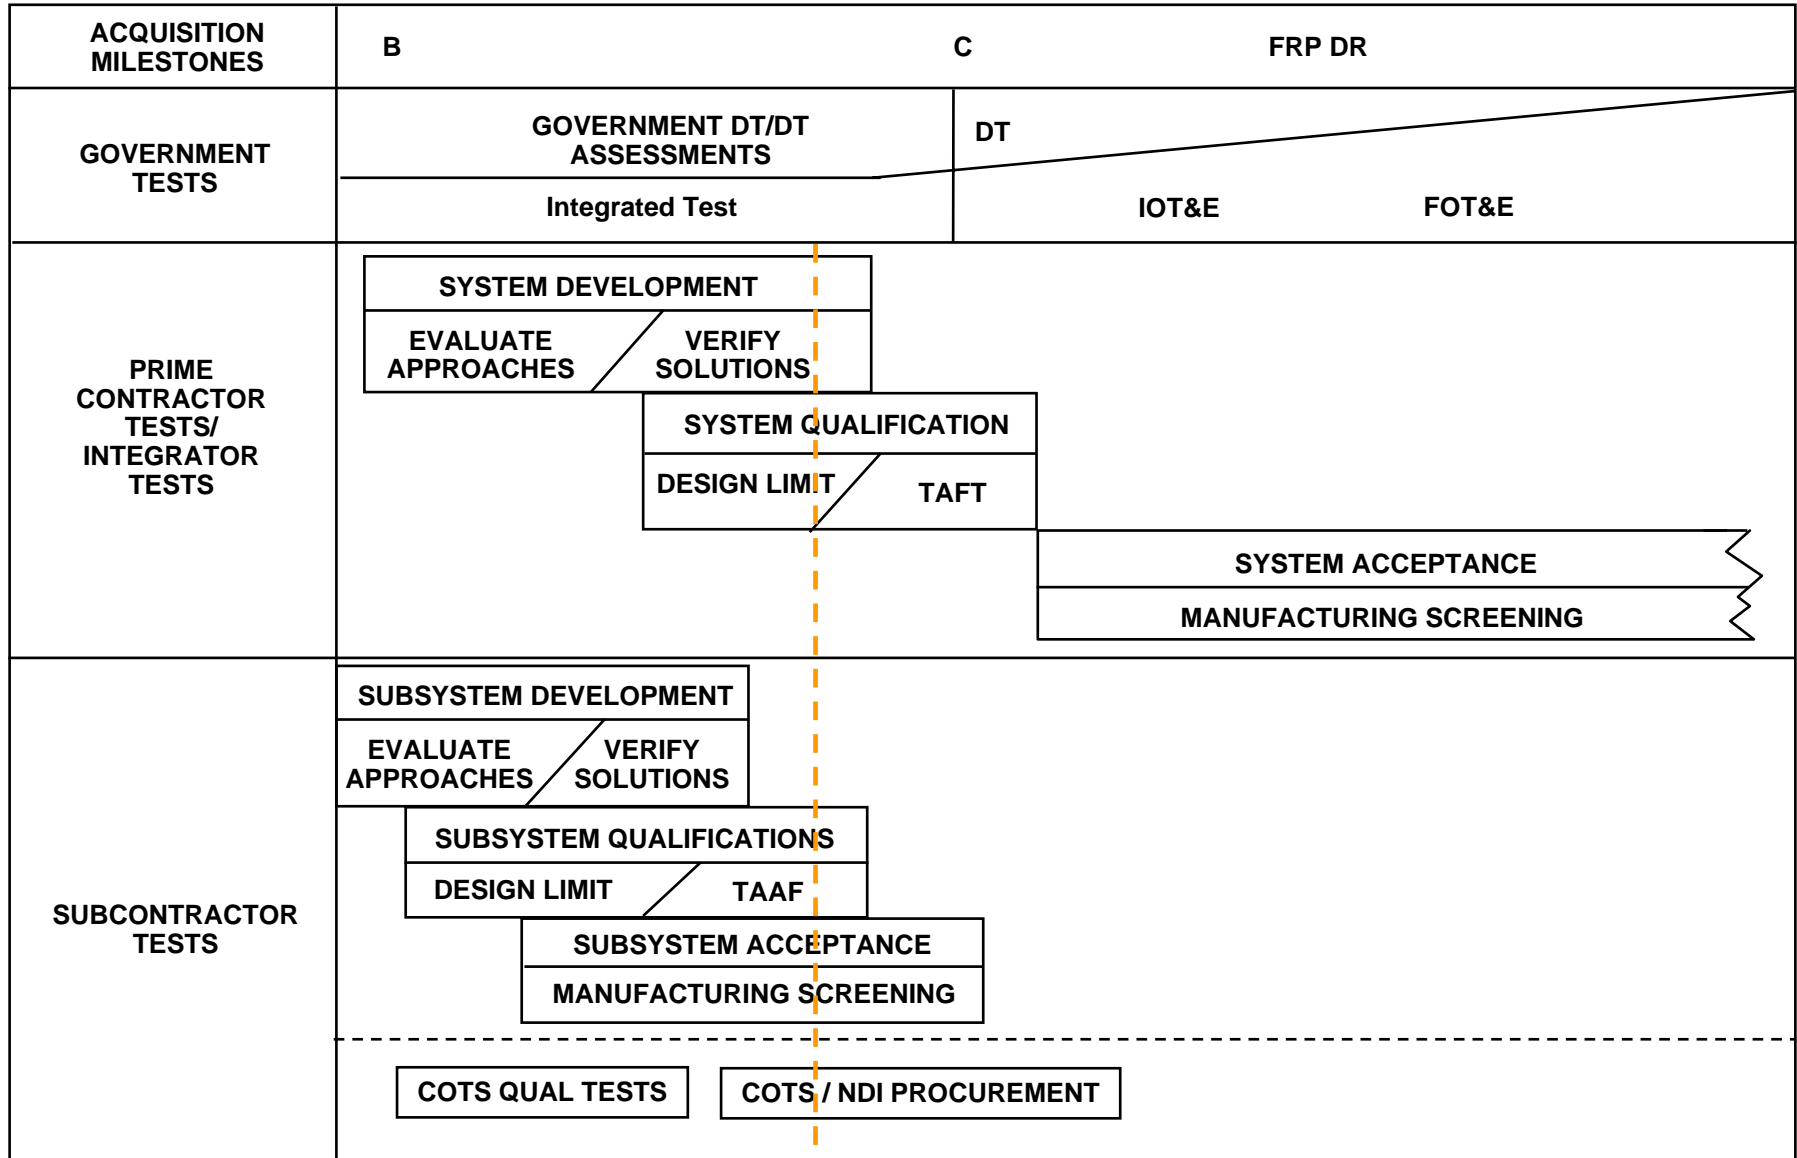 ACQUISITION
MILESTONES
B
C
FRP DR
GOVERNMENT
TESTS
GOVERNMENT DT/DT
ASSESSMENTS
DT
Integrated Test
IOT&E
FOT&E
PRIME
CONTRACTOR
TESTS/
INTEGRATOR
TESTS
SYSTEM DEVELOPMENT
EVALUATE
APPROACHES
VERIFY
SOLUTIONS
SYSTEM QUALIFICATION
DESIGN LIMIT
TAFT
SYSTEM ACCEPTANCE
MANUFACTURING SCREENING
SUBCONTRACTOR
TESTS
SUBSYSTEM DEVELOPMENT
EVALUATE
APPROACHES
VERIFY
SOLUTIONS
SUBSYSTEM QUALIFICATIONS
DESIGN LIMIT
TAAF
SUBSYSTEM ACCEPTANCE
MANUFACTURING SCREENING
COTS QUAL TESTS
COTS / NDI PROCUREMENT